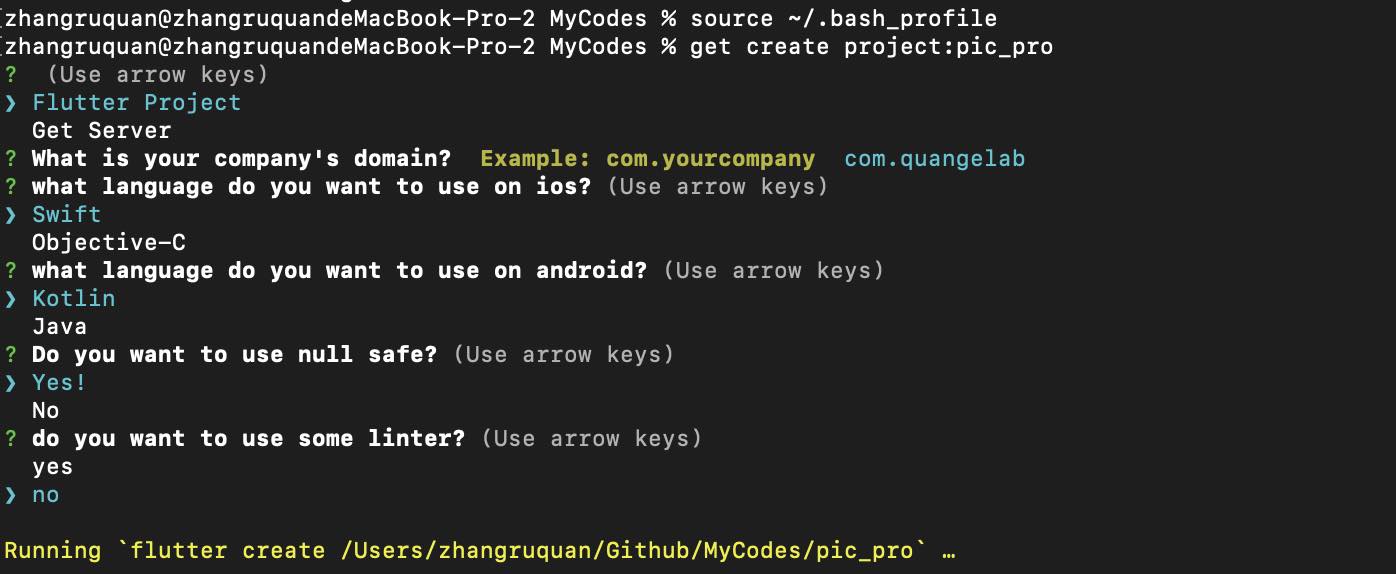 [zhangruquan@zhangruquandeMacBook-Pro-2 MyCodes % source ~/.bash_profile
[zhangruquan@zhangruquandeMacBook-Pro-2 MyCodes % get create project:pic_pro
? (Use arrow keys)
❯ Flutter Project
Get Server
? What is your company's domain? Example: com.yourcompany com.quangelab
? what language do you want to use on ios? (Use arrow keys)
❯ Swift
Objective-C
? what language do you want to use on android? (Use arrow keys)
❯ Kotlin
Java
? Do you want to use null safe? (Use arrow keys)
❯ Yes!
No
? do you want to use some linter? (Use arrow keys)
yes
❯ no
Running `flutter create /Users/zhangruquan/Github/MyCodes/pic_pro` …